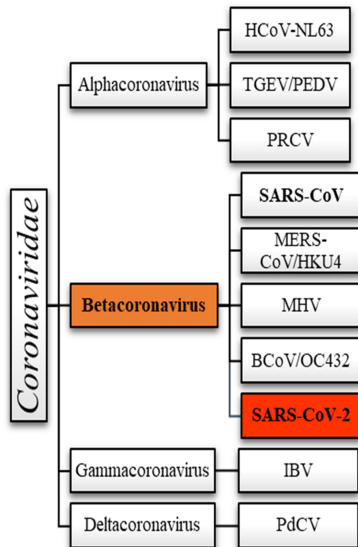 Coronaviridae
Alphacoronavirus
HCoV-NL63
TGEV/PEDV
PRCV
Betacoronavirus
SARS-CoV
MERS-
CoV/HKU4
MHV
BCoV/OC432
SARS-CoV-2
Gammacoronavirus
IBV
Deltacoronavirus
PdCV